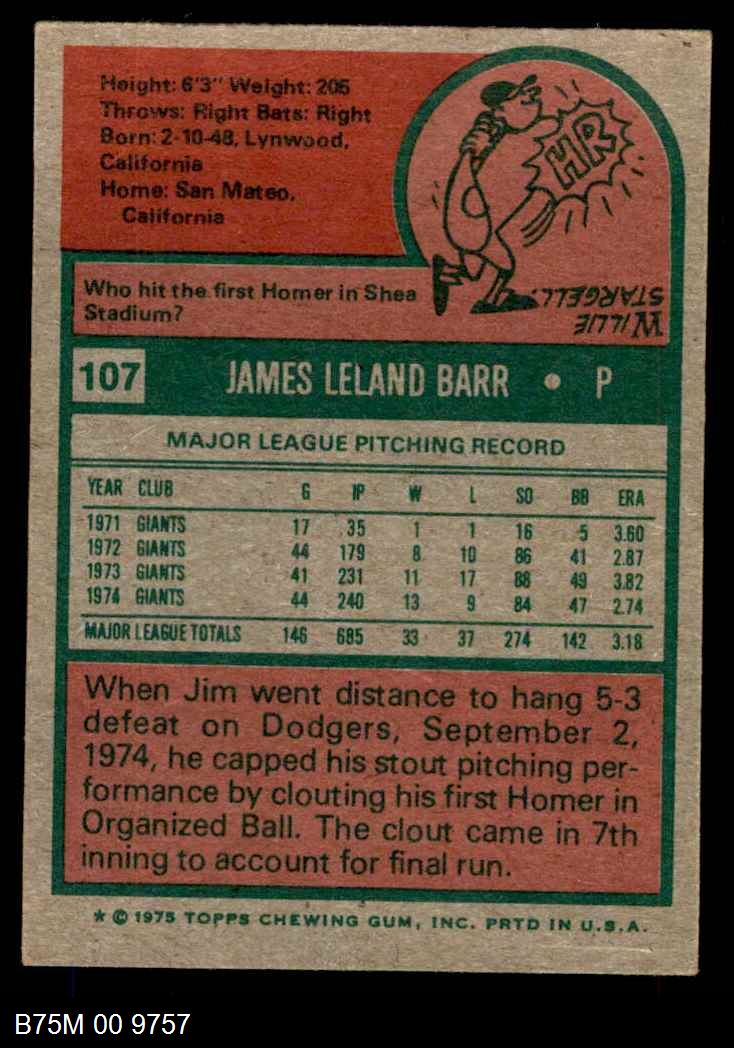 Height: 6'3" Weight: 205
Throws: Right Bats: Right
Born: 2-10-48, Lynwood,
California
Home: San Mateo,
California
HR
Who hit the first Homer in Shea
Stadium?
WILLIE
STARGELL.
107 JAMES LELAND BARR • P
MAJOR LEAGUE PITCHING RECORD
YEAR CLUB G IP W L SO BB ERA
1971 GIANTS 17 35 1 1 16 5 3.60
1972 GIANTS 44 179 8 10 86 41 2.87
1973 GIANTS 41 231 11 17 88 49 3.82
1974 GIANTS 44 240 13 9 84 47 2.74
MAJOR LEAGUE TOTALS 146 685 33 37 274 142 3.18
When Jim went distance to hang 5-3
defeat on Dodgers, September 2,
1974, he capped his stout pitching per-
formance by clouting his first Homer in
Organized Ball. The clout came in 7th
inning to account for final run.
* © 1975 TOPPS CHEWING GUM, INC. PRTD IN U.S.A.
B75M 00 9757